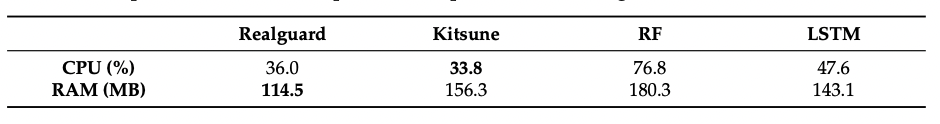 Realguard Kitsune RF LSTM
CPU (%) 36.0 33.8 76.8 47.6
RAM (MB) 114.5 156.3 180.3 143.1